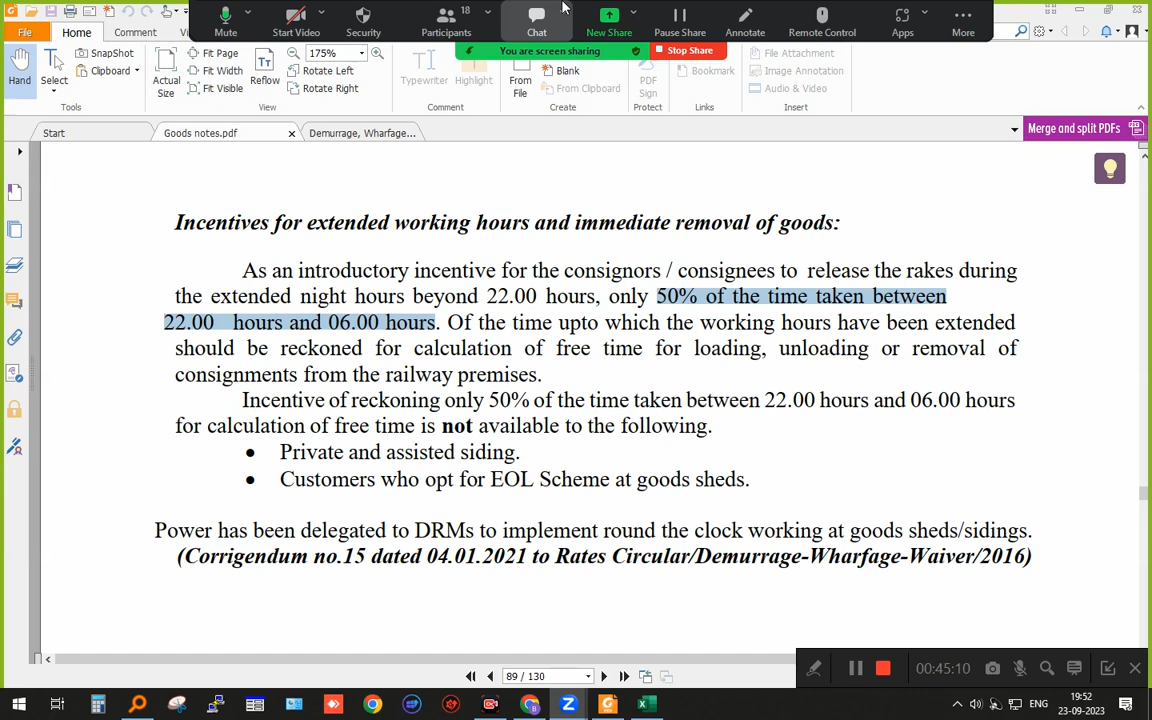 Mute
Start Video
Security
18
Participants
Chat
New Share
Pause Share
Annotate
Remote Control
Apps
More
You are screen sharing
Stop Share
File
Home
Comment
Hand
Select
SnapShot
Clipboard
Tools
Actual Size
Fit Page
Fit Width
Fit Visible
Reflow
175%
Rotate Left
Rotate Right
View
Typewriter
Highlight
Comment
From File
Blank
From Clipboard
Create
PDF Sign
Protect
Bookmark
Links
File Attachment
Image Annotation
Audio & Video
Insert
Start
Goods notes.pdf
Demurrage, Wharfage...
Merge and split PDFs
Incentives for extended working hours and immediate removal of goods:
As an introductory incentive for the consignors / consignees to release the rakes during
the extended night hours beyond 22.00 hours, only 50% of the time taken between
22.00 hours and 06.00 hours. Of the time upto which the working hours have been extended
should be reckoned for calculation of free time for loading, unloading or removal of
consignments from the railway premises.
Incentive of reckoning only 50% of the time taken between 22.00 hours and 06.00 hours
for calculation of free time is not available to the following.
• Private and assisted siding.
• Customers who opt for EOL Scheme at goods sheds.
Power has been delegated to DRMs to implement round the clock working at goods sheds/sidings.
(Corrigendum no.15 dated 04.01.2021 to Rates Circular/Demurrage-Wharfage-Waiver/2016)
89 / 130
00:45:10
ENG
19:52
23-09-2023